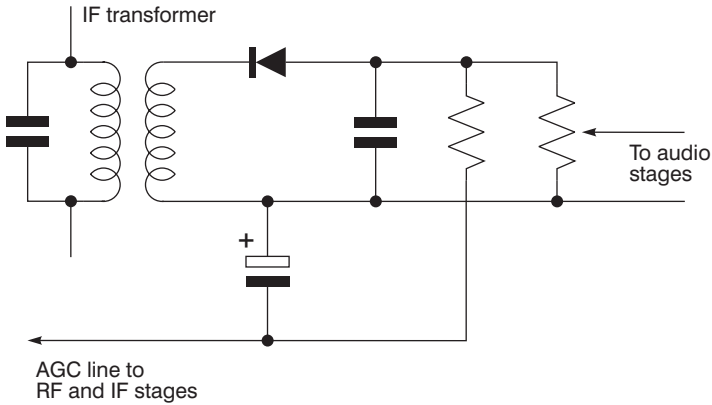 IF transformer
To audio
stages
+
AGC line to
RF and IF stages